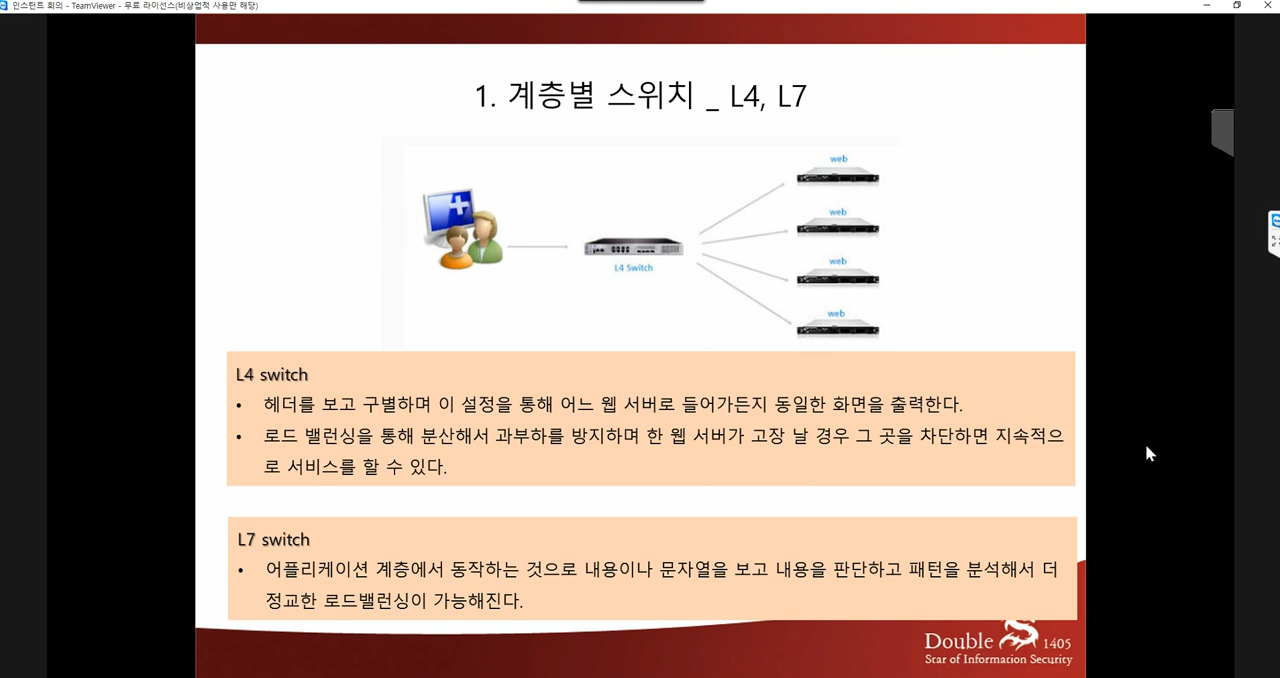 인스턴트 회의 - TeamViewer - 무료 라이선스(비상업적 사용만 해당)
1. 계층별 스위치 _ L4, L7
web
web
L4 Switch
web
web
L4 switch
• 헤더를 보고 구별하며 이 설정을 통해 어느 웹 서버로 들어가든지 동일한 화면을 출력한다.
• 로드 밸런싱을 통해 분산해서 과부하를 방지하며 한 웹 서버가 고장 날 경우 그 곳을 차단하면 지속적으
로 서비스를 할 수 있다.
L7 switch
• 어플리케이션 계층에서 동작하는 것으로 내용이나 문자열을 보고 내용을 판단하고 패턴을 분석해서 더
정교한 로드밸런싱이 가능해진다.
Double 1405
Star of Information Security